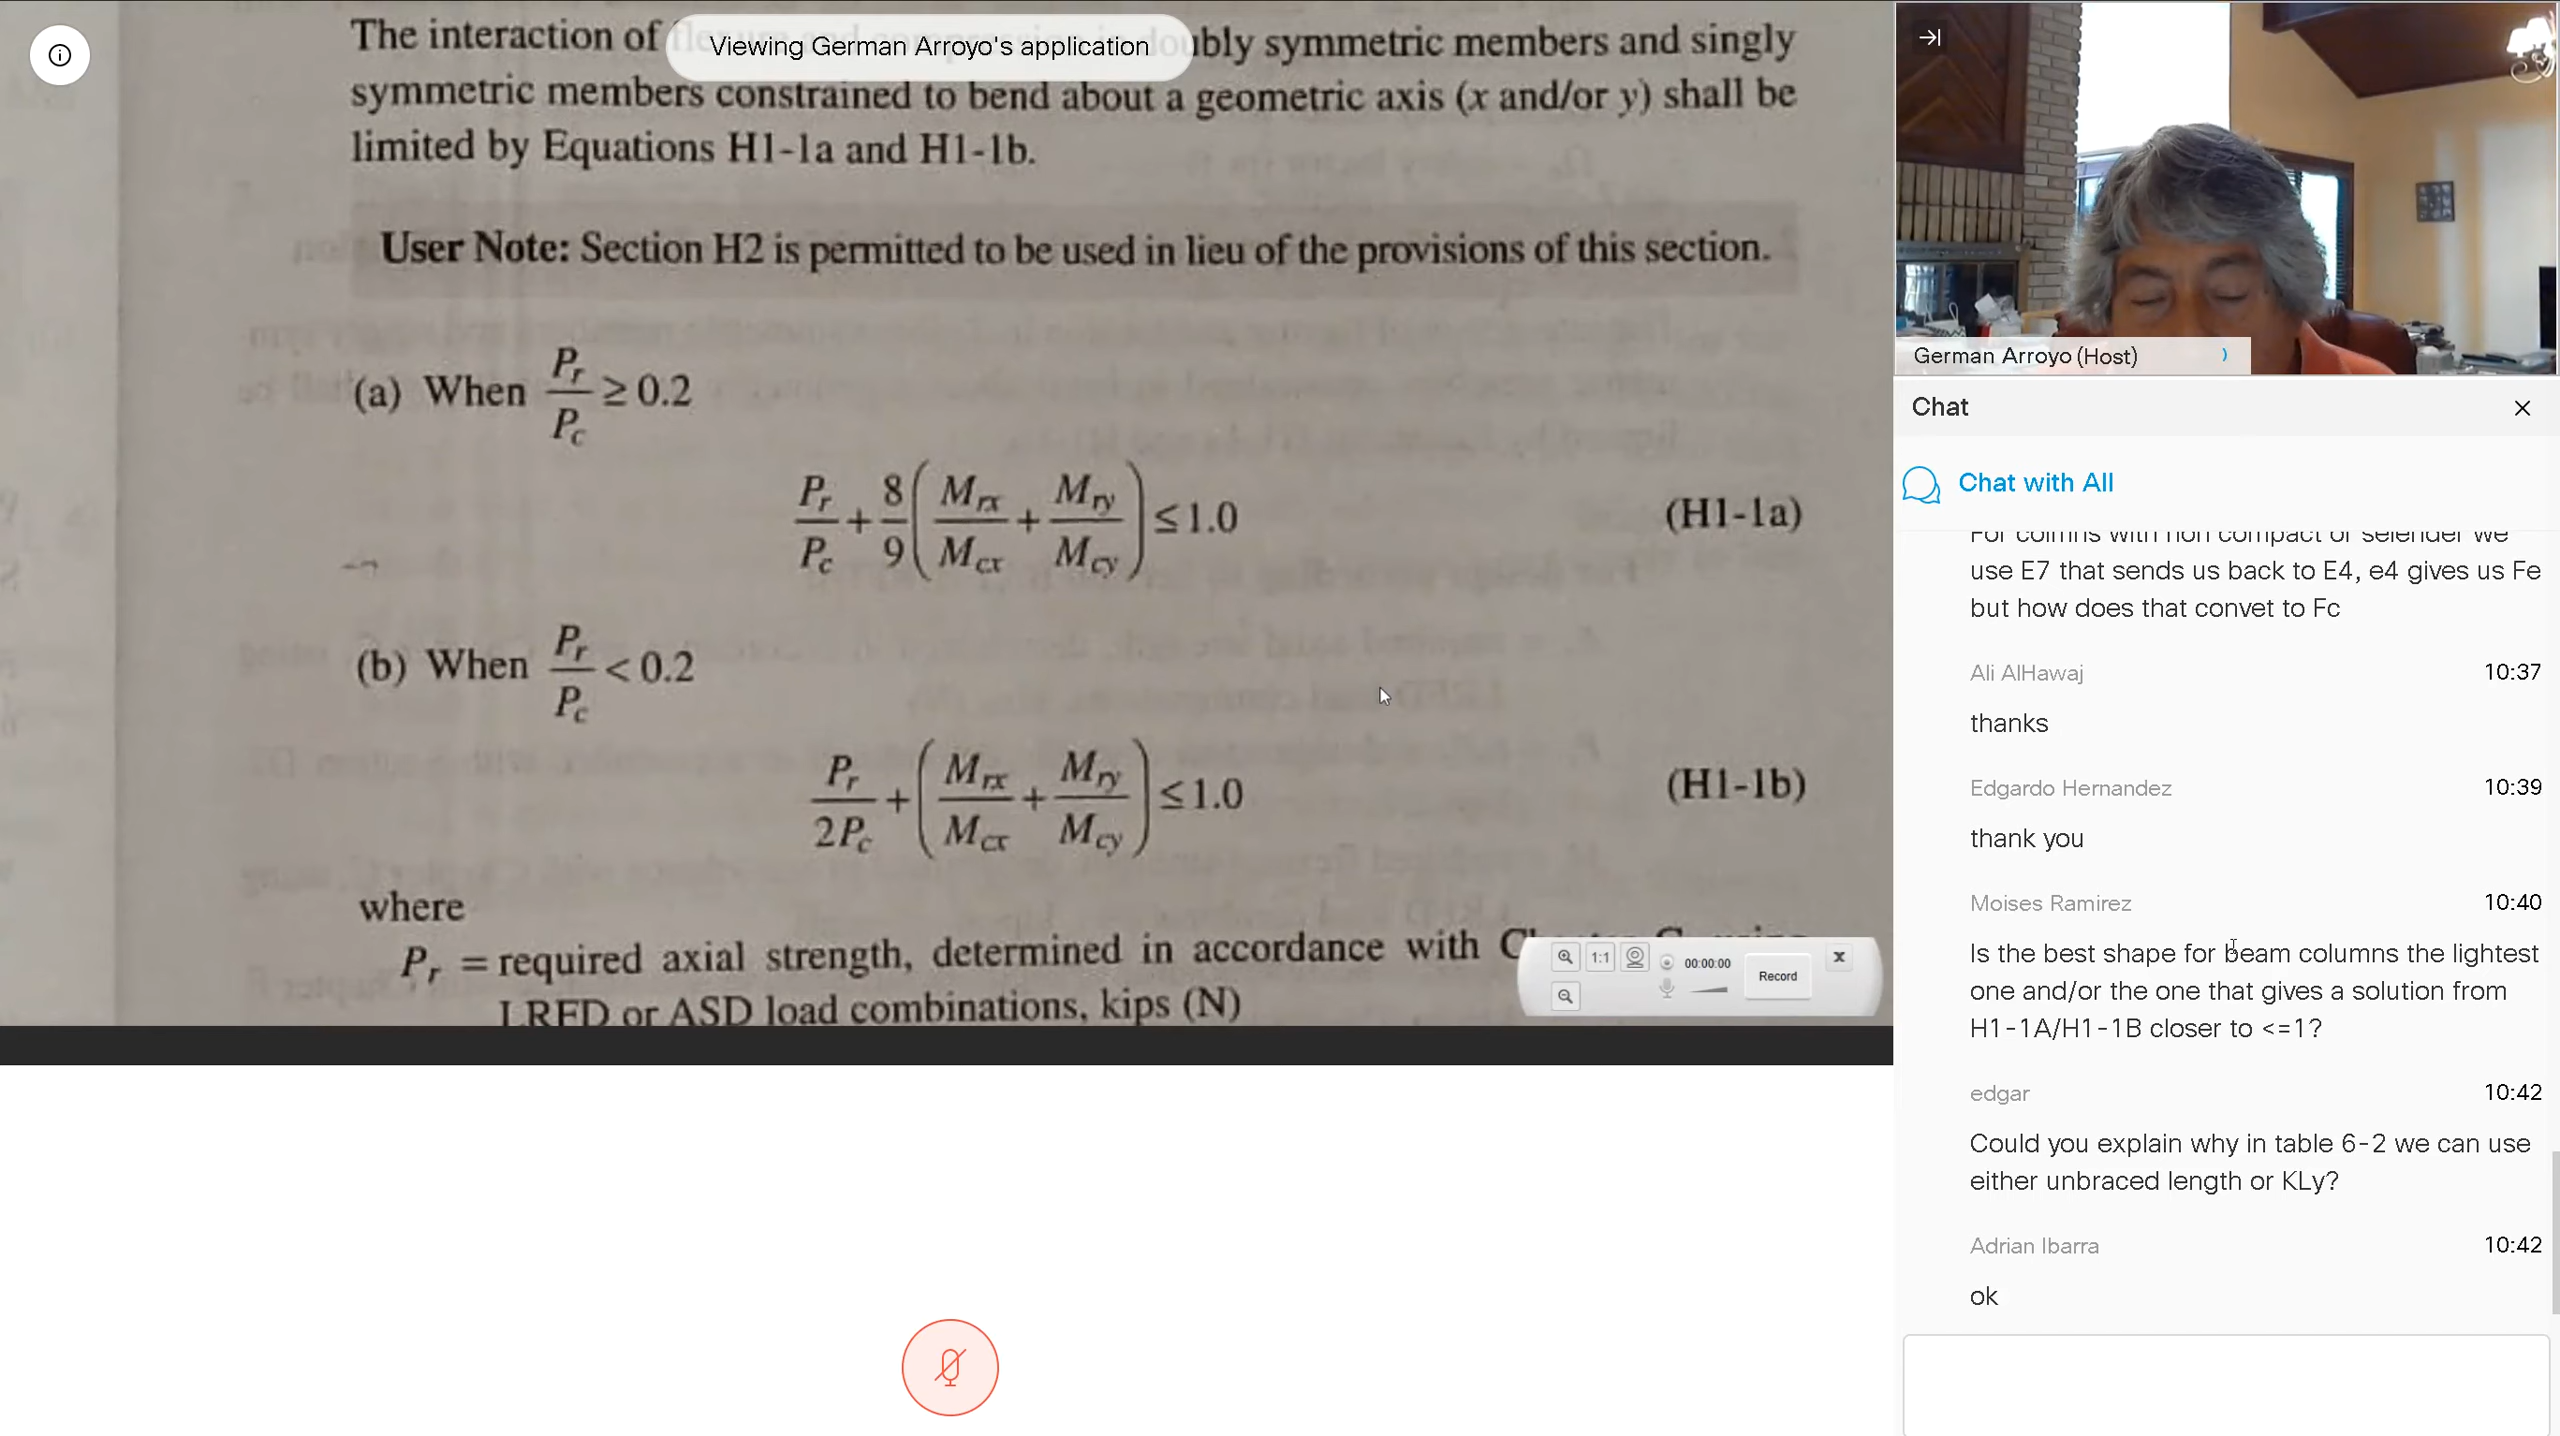 The interaction of
Viewing German Arroyo's application
doubly symmetric members and singly
symmetric members constrained to bend about a geometric axis (x and/or y) shall be
limited by Equations H1-1a and H1-1b.
User Note: Section H2 is permitted to be used in lieu of the provisions of this section.
(a) When Pr/Pc ≥ 0.2
Pr/Pc + 8/9 (Mrx/Mcx + Mry/Mcy) ≤ 1.0 (H1-1a)
(b) When Pr/Pc < 0.2
Pr/2Pc + (Mrx/Mcx + Mry/Mcy) ≤ 1.0 (H1-1b)
where
Pr = required axial strength, determined in accordance with
LRFD or ASD load combinations, kips (N)
1:1
00:00:00
Record
x
German Arroyo (Host)
Chat
Chat with All
For colmns with non compact or selender we
use E7 that sends us back to E4, e4 gives us Fe
but how does that convet to Fc
Ali AlHawaj 10:37
thanks
Edgardo Hernandez 10:39
thank you
Moises Ramirez 10:40
Is the best shape for beam columns the lightest
one and/or the one that gives a solution from
H1-1A/H1-1B closer to <=1?
edgar 10:42
Could you explain why in table 6-2 we can use
either unbraced length or KLy?
Adrian Ibarra 10:42
ok